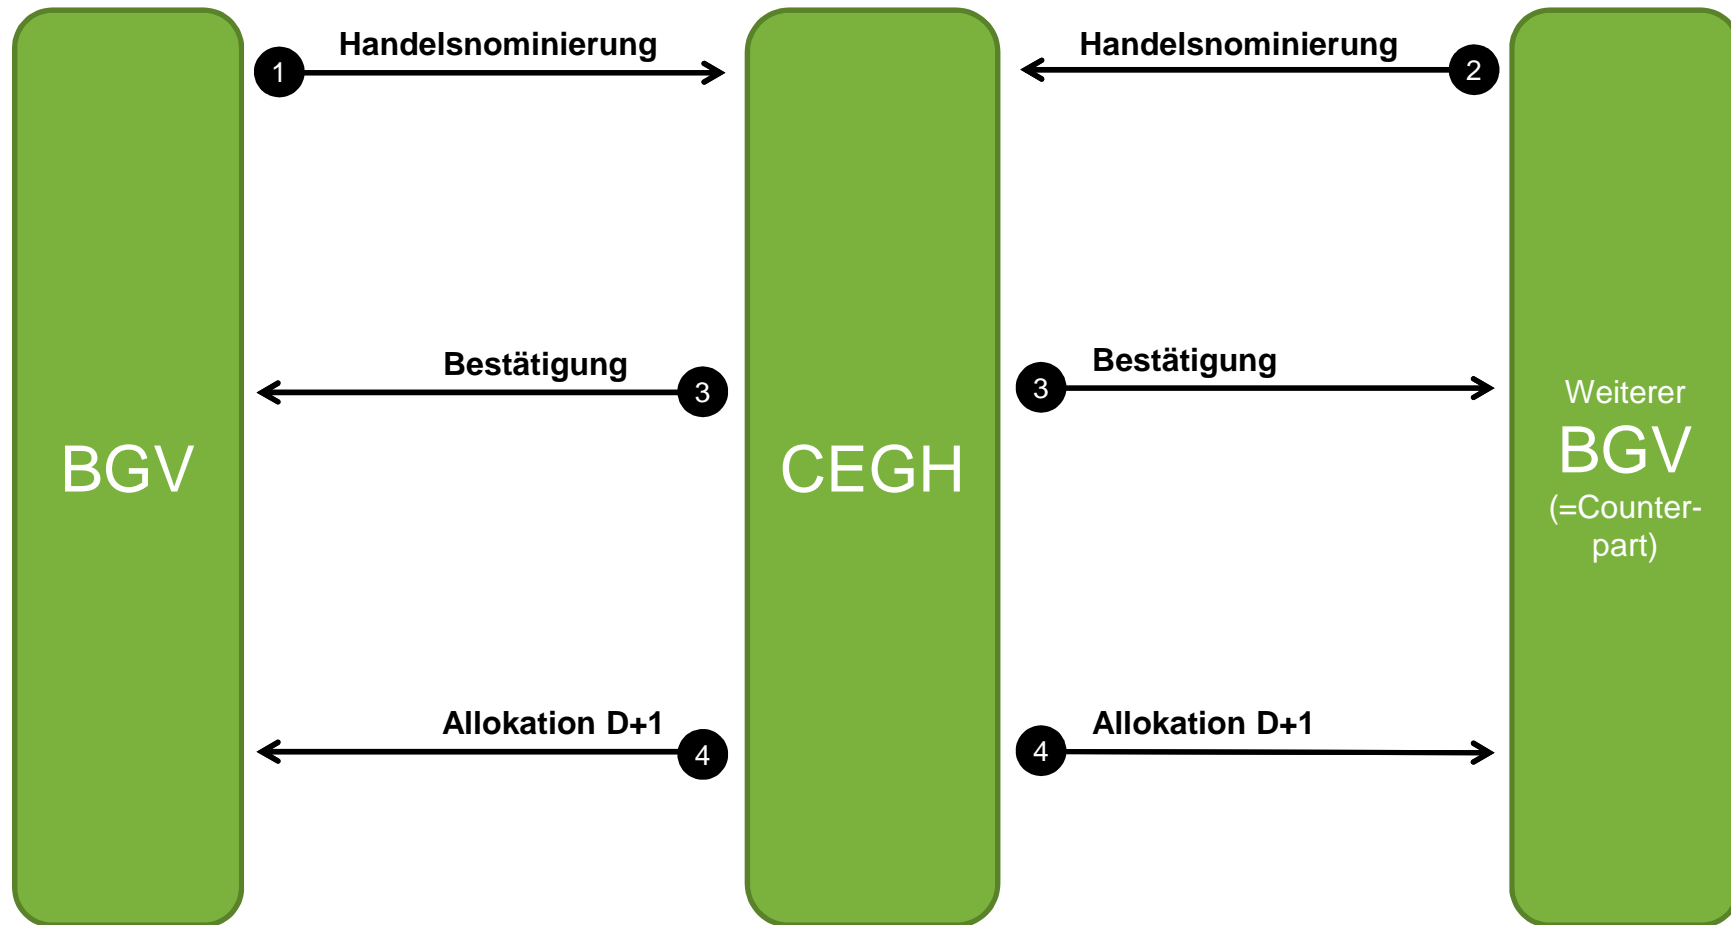 Handelsnominierung
1
Handelsnominierung
2
Bestätigung
3
Bestätigung
3
BGV
CEGH
Weiterer
BGV
(=Counter-
part)
Allokation D+1
4
Allokation D+1
4